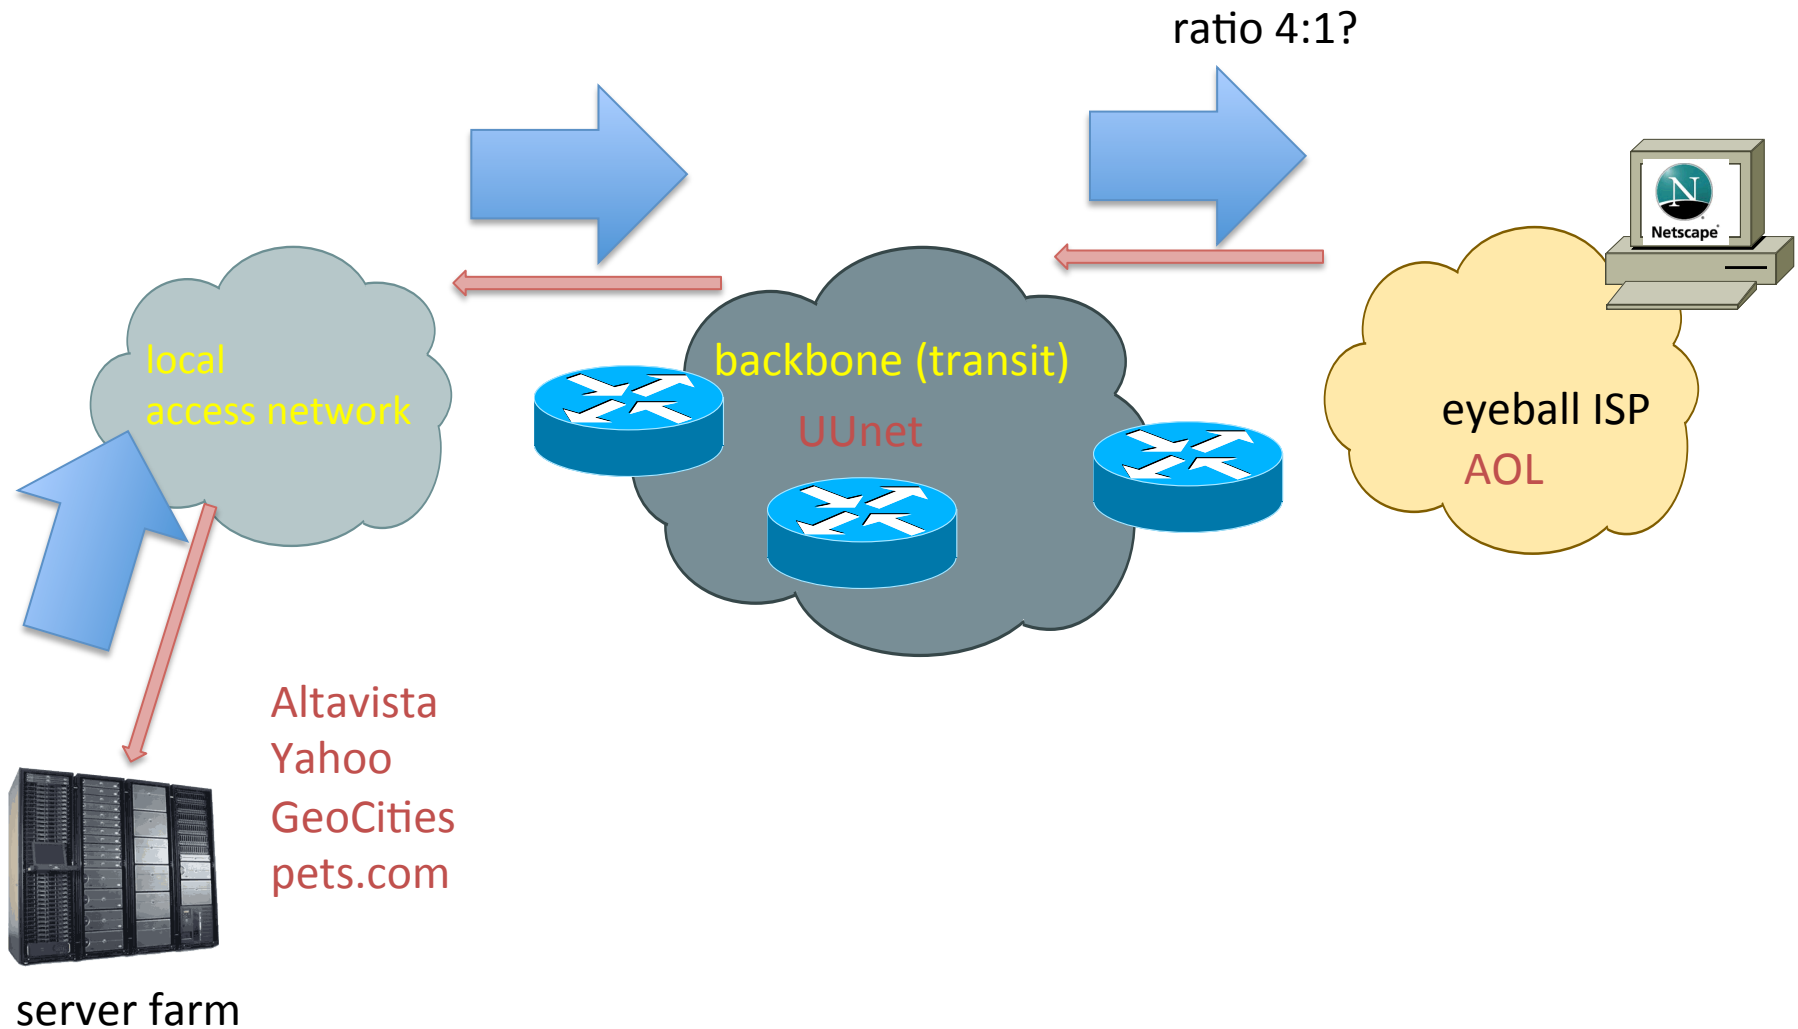 ratio 4:1?
N
Netscape
local
access network
backbone (transit)
UUnet
eyeball ISP
AOL
Altavista
Yahoo
GeoCities
pets.com
server farm